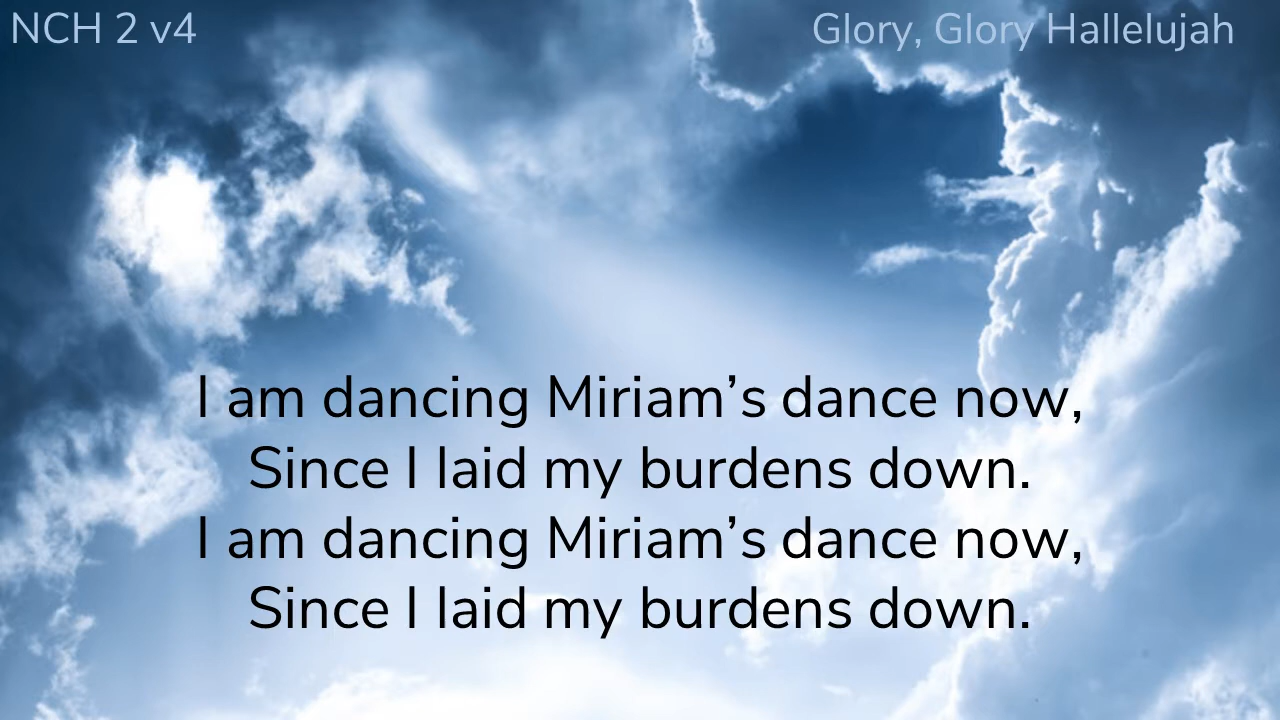 NCH 2 v4
Glory, Glory Hallelujah
I am dancing Miriam’s dance now,
Since I laid my burdens down.
I am dancing Miriam’s dance now,
Since I laid my burdens down.